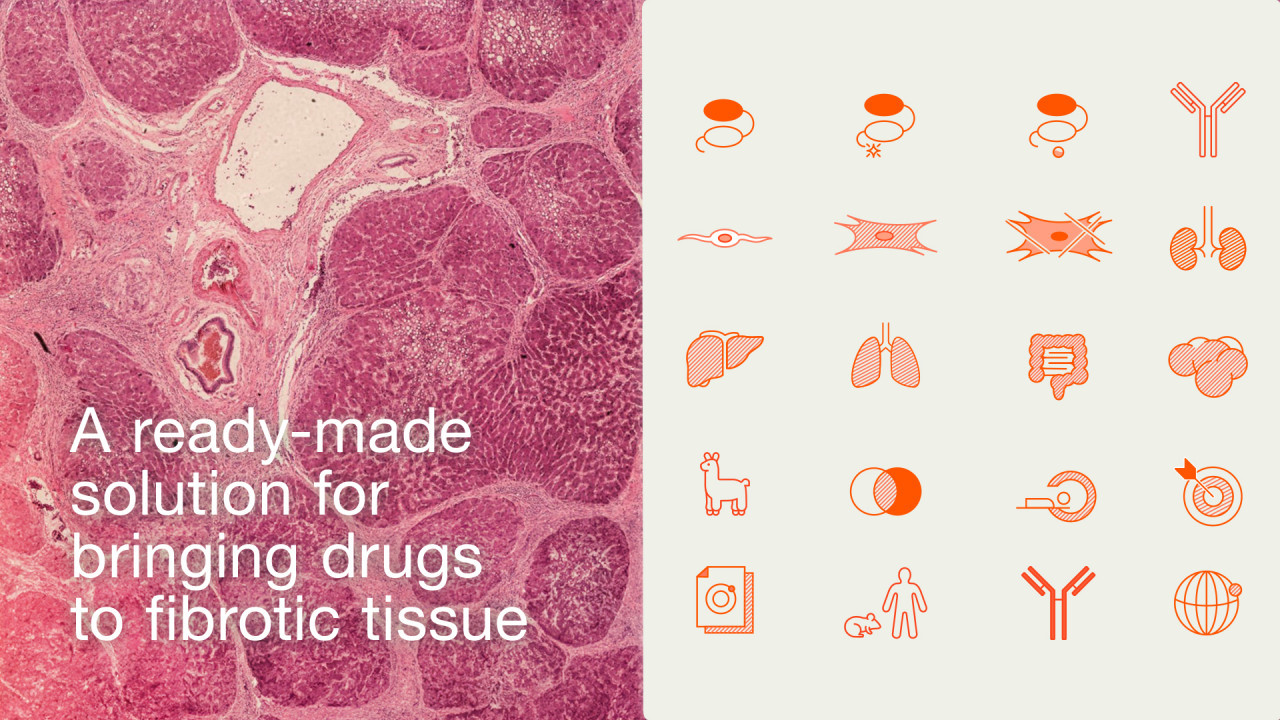 A ready-made
solution for
bringing drugs
to fibrotic tissue